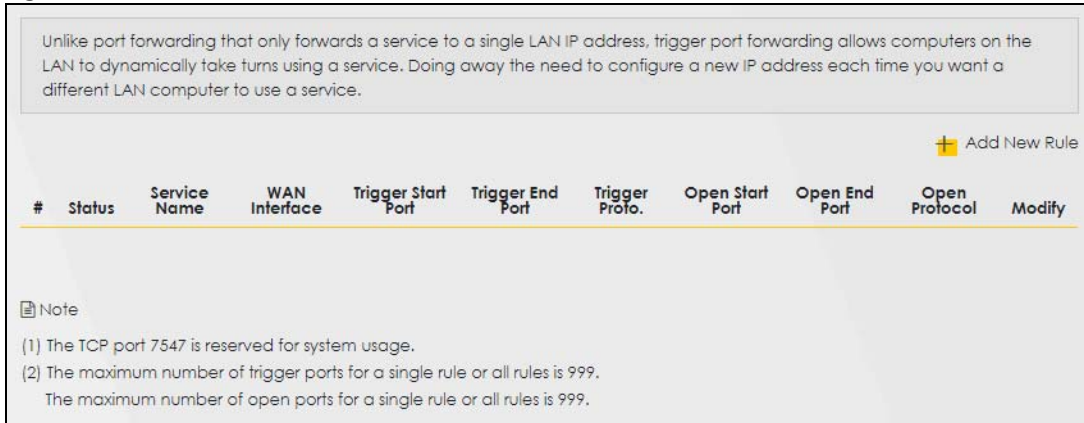 Unlike port forwarding that only forwards a service to a single LAN IP address, trigger port forwarding allows computers on the
LAN to dynamically take turns using a service. Doing away the need to configure a new IP address each time you want a
different LAN computer to use a service.
Add New Rule
# Status Service Name WAN Interface Trigger Start Port Trigger End Port Trigger Proto. Open Start Port Open End Port Open Protocol Modify
Note
(1) The TCP port 7547 is reserved for system usage.
(2) The maximum number of trigger ports for a single rule or all rules is 999.
The maximum number of open ports for a single rule or all rules is 999.